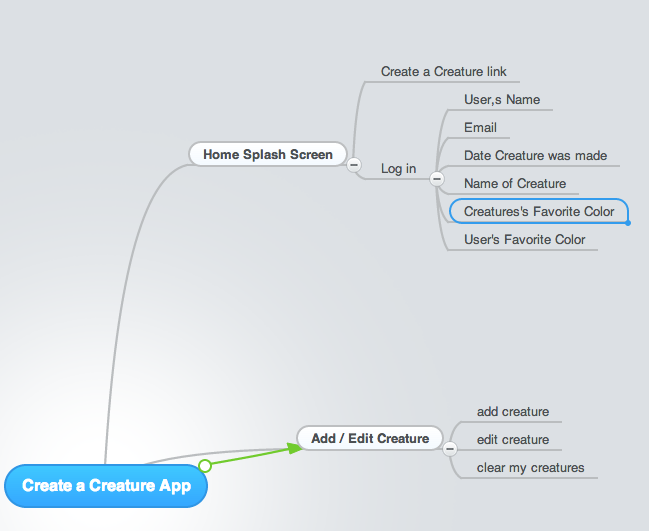 Create a Creature link
User,s Name
Email
Home Splash Screen
Date Creature was made
Log in
Name of Creature
Creatures's Favorite Color
User's Favorite Color
add creature
Add / Edit Creature
edit creature
clear my creatures
Create a Creature App